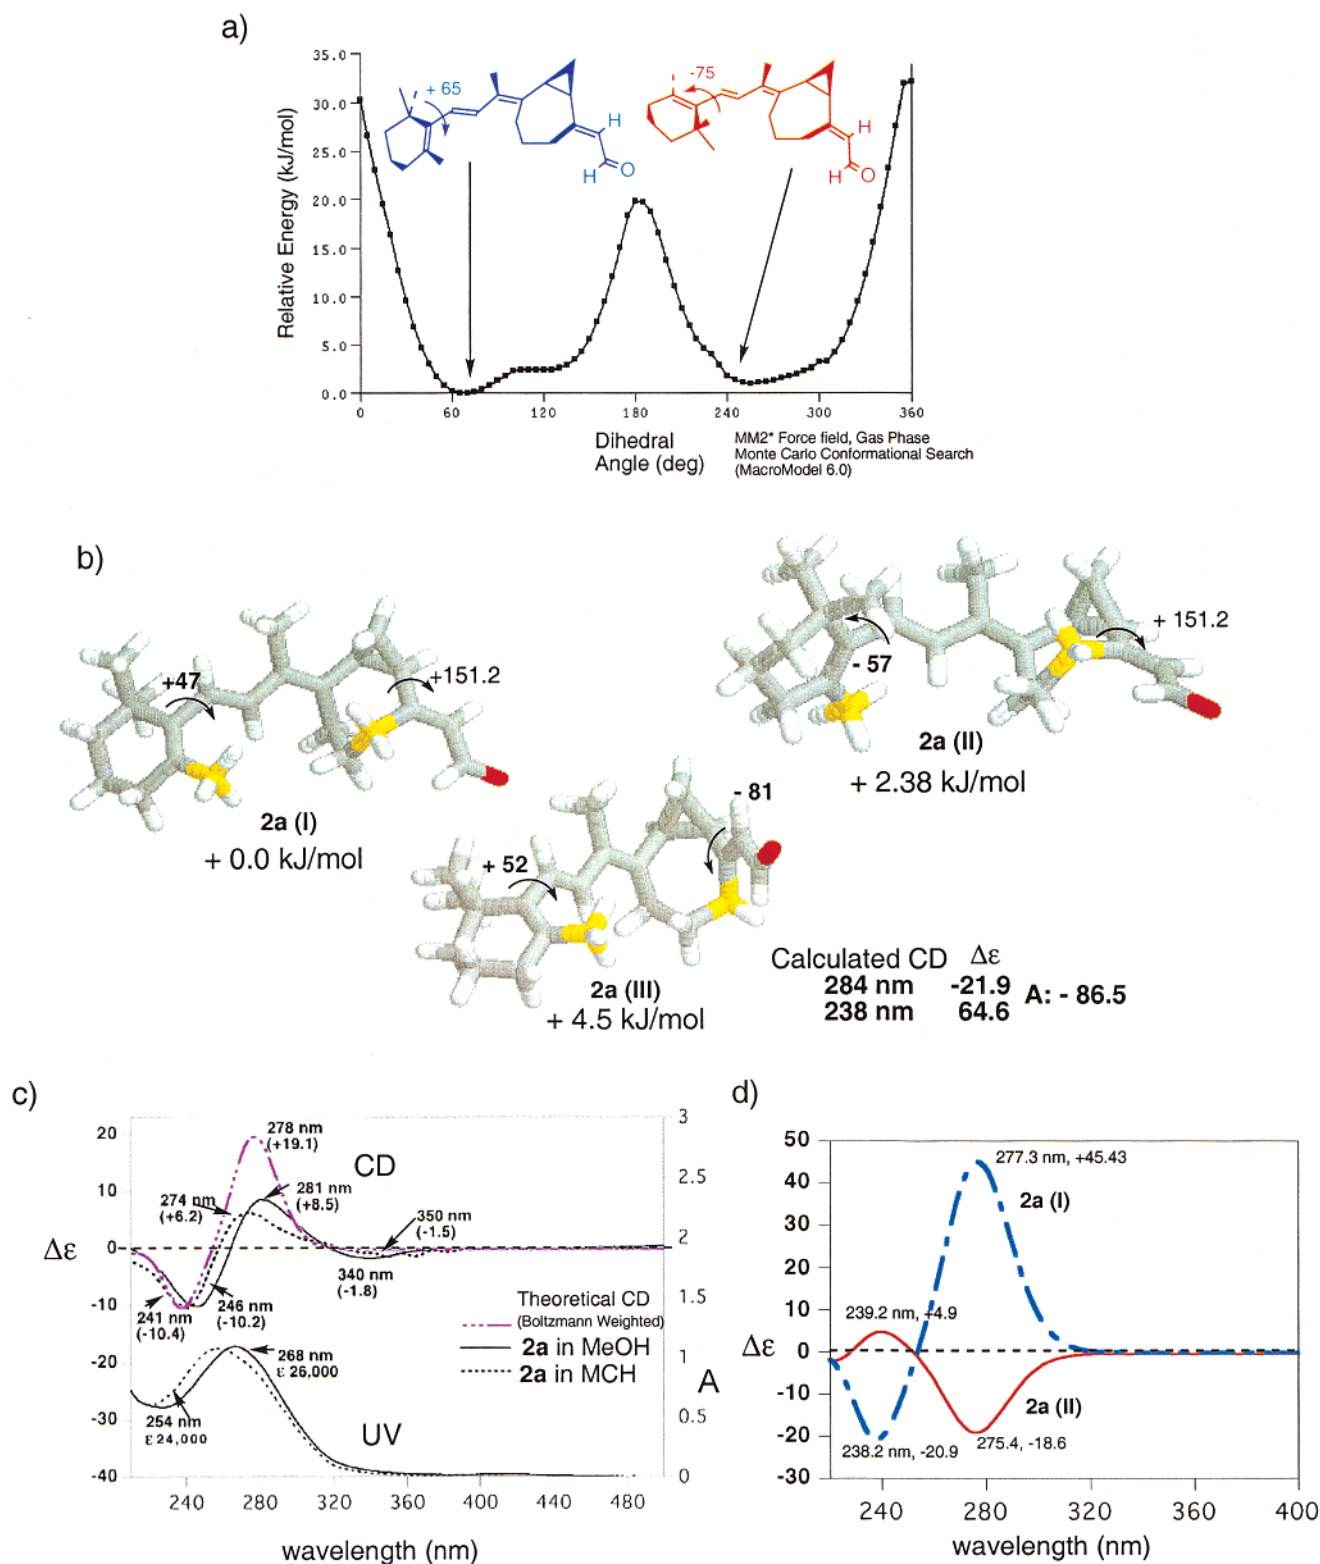 a)
35.0
30.0
25.0
20.0
15.0
10.0
5.0
0.0
Relative Energy (kJ/mol)
+ 65
H
H
O
-75
H
H
O
0
60
120
180
240
300
360
Dihedral
Angle (deg)
MM2* Force field, Gas Phase
Monte Carlo Conformational Search
(MacroModel 6.0)
b)
+47
+151.2
2a (I)
+ 0.0 kJ/mol
- 57
+ 151.2
2a (II)
+ 2.38 kJ/mol
+ 52
- 81
2a (III)
+ 4.5 kJ/mol
Calculated CD Δε
284 nm -21.9
238 nm 64.6
A: - 86.5
c)
20
10
0
-10
-20
-30
-40
Δε
278 nm
(+19.1)
CD
274 nm
(+6.2)
281 nm
(+8.5)
350 nm
(-1.5)
340 nm
(-1.8)
241 nm
(-10.4)
246 nm
(-10.2)
Theoretical CD
(Boltzmann Weighted)
2a in MeOH
2a in MCH
268 nm
ε 26,000
254 nm
ε 24,000
UV
3
2.5
2
1.5
1
0.5
0
A
240
280
320
360
440
480
wavelength (nm)
d)
50
40
30
20
10
0
-10
-20
-30
Δε
277.3 nm, +45.43
2a (I)
239.2 nm, +4.9
2a (II)
238.2 nm, -20.9
275.4, -18.6
240
280
320
360
400
wavelength (nm)